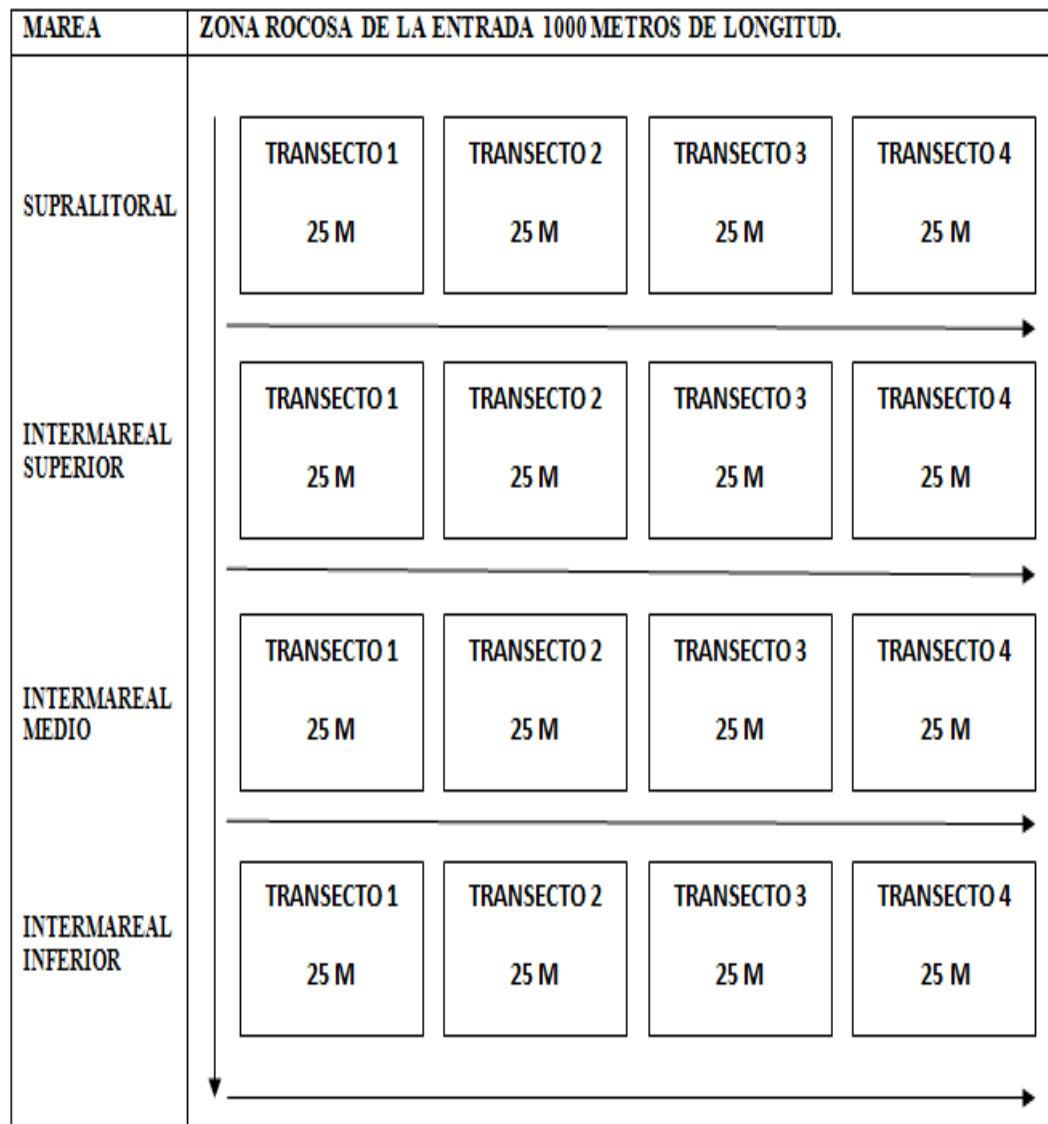 MAREA
ZONA ROCOSA DE LA ENTRADA 1000 METROS DE LONGITUD.
SUPRALITORAL
TRANSECTO 1
25 M
TRANSECTO 2
25 M
TRANSECTO 3
25 M
TRANSECTO 4
25 M
INTERMAREAL
SUPERIOR
TRANSECTO 1
25 M
TRANSECTO 2
25 M
TRANSECTO 3
25 M
TRANSECTO 4
25 M
INTERMAREAL
MEDIO
TRANSECTO 1
25 M
TRANSECTO 2
25 M
TRANSECTO 3
25 M
TRANSECTO 4
25 M
INTERMAREAL
INFERIOR
TRANSECTO 1
25 M
TRANSECTO 2
25 M
TRANSECTO 3
25 M
TRANSECTO 4
25 M